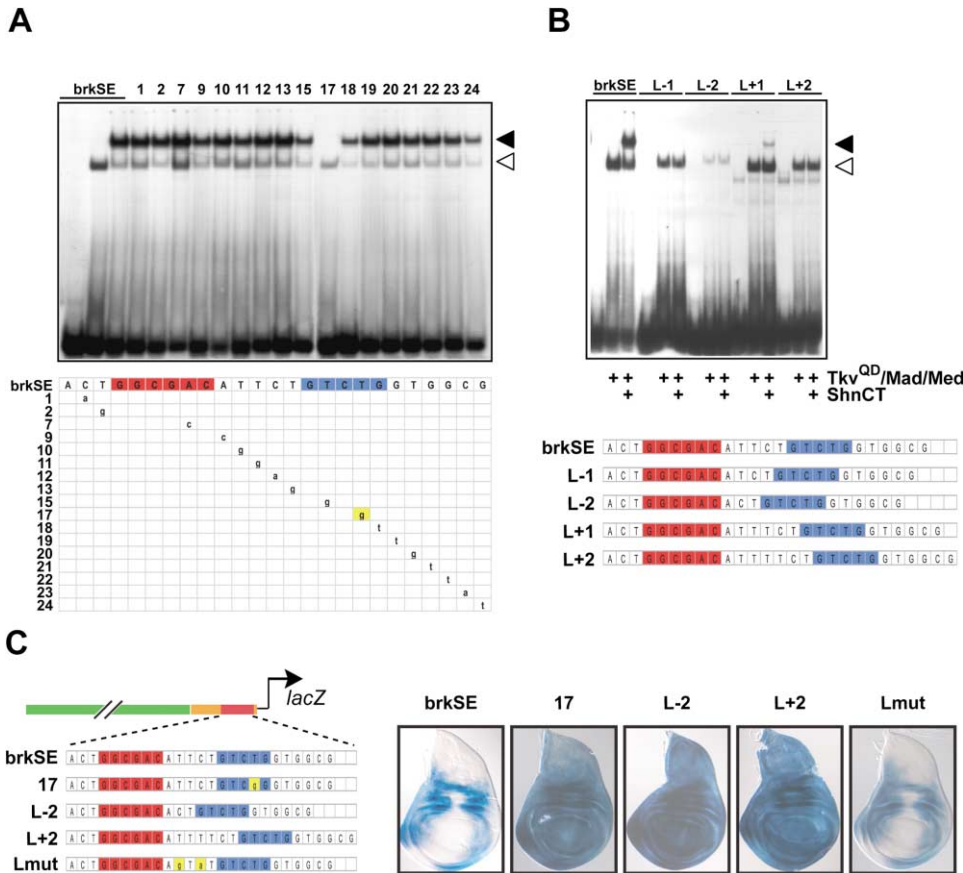 A
brkSE 1 2 7 9 10 11 12 13 15 17 18 19 20 21 22 23 24
brkSE A C T G G C G A C A T T C T G T C T G G T G G C G
1 a
2 g
7 c
9 c
10 g
11 g
12 a
13 g
15 g
17 g
18 t
19 t
20 g
21 t
22 t
23 a
24 t
B
brkSE L-1 L-2 L+1 L+2
+ + + + + + + + + + Tkv^QD/Mad/Med
+ + + + + ShnCT
brkSE A C T G G C G A C A T T C T G T C T G G T G G C G
L-1 A C T G G C G A C A T C T G T C T G G T G G C G
L-2 A C T G G C G A C A C T G T C T G G T G G C G
L+1 A C T G G C G A C A T T T C T G T C T G G T G G C G
L+2 A C T G G C G A C A T T T T C T G T C T G G T G G C G
C
lacZ
brkSE A C T G G C G A C A T T C T G T C T G G T G G C G
17 A C T G G C G A C A T T C T G T C g G G T G G C G
L-2 A C T G G C G A C A C T G T C T G G T G G C G
L+2 A C T G G C G A C A T T T T C T G T C T G G T G G C G
Lmut A C T G G C G A C A g T a T G T C T G G T G G C G
brkSE 17 L-2 L+2 Lmut